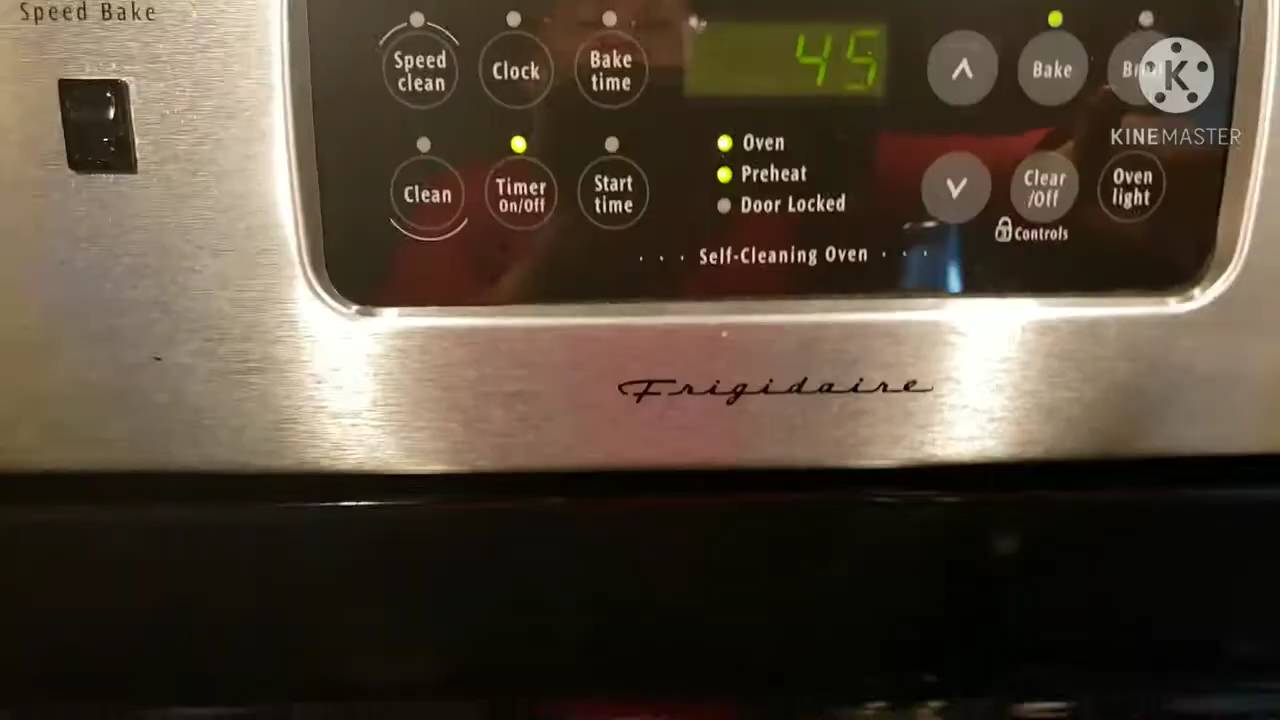 Speed Bake
Speed
clean
Clock
Bake
time
45
Bake
KINEMASTER
Clean
Timer
On/Off
Start
time
Oven
Preheat
Door Locked
Clear
/Off
Oven
light
Controls
Self-Cleaning Oven
Frigidaire